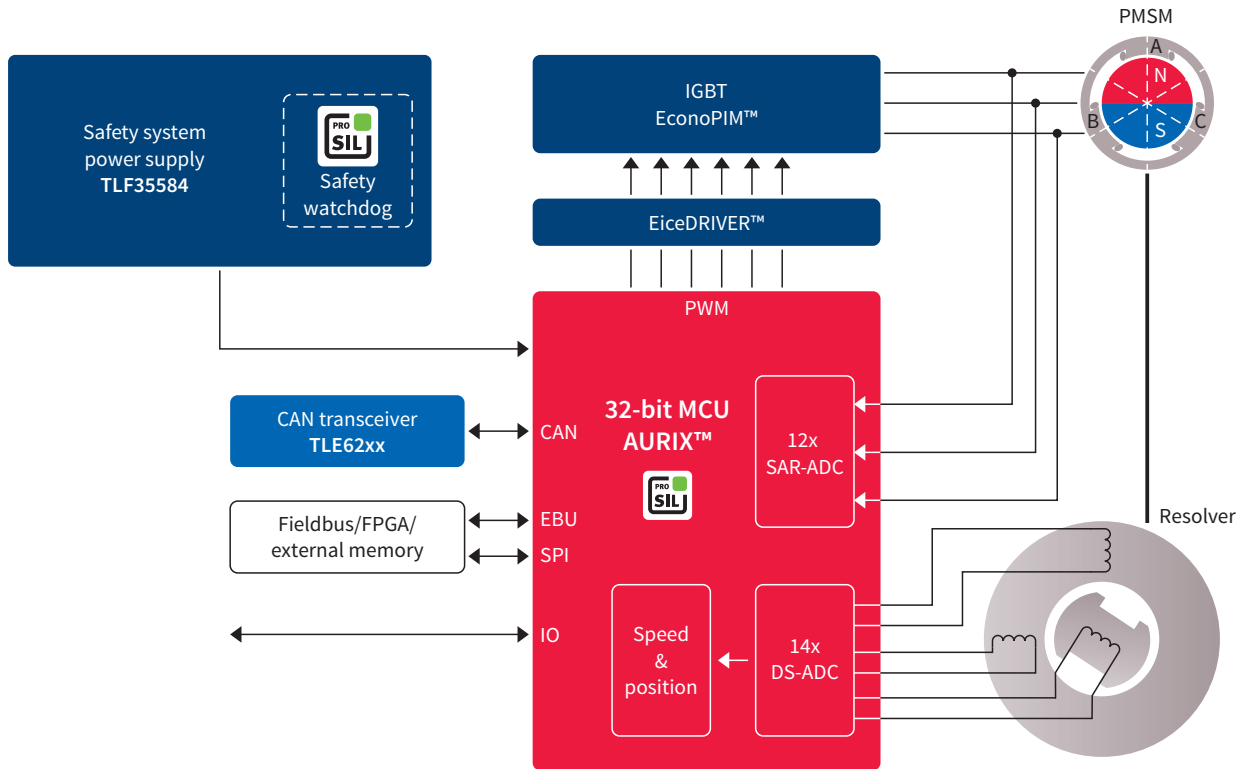 PMSM
A
N
B
S
C
Safety system
power supply
TLF35584
PRO
SIL
Safety
watchdog
IGBT
EconoPIM™
EiceDRIVER™
PWM
32-bit MCU
AURIX™
PRO
SIL
12x
SAR-ADC
CAN transceiver
TLE62xx
CAN
Fieldbus/FPGA/
external memory
EBU
SPI
IO
Speed
&
position
14x
DS-ADC
Resolver